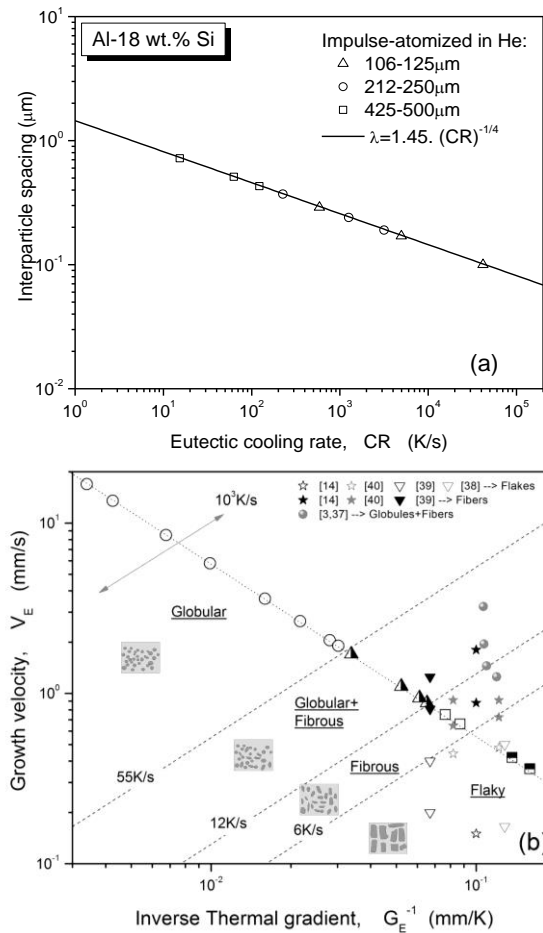 Al-18 wt.% Si
Impulse-atomized in He:
106-125μm
212-250μm
425-500μm
λ=1.45. (CR)^-1/4
Interparticle spacing (μm)
10^1
10^0
10^-1
10^-2
(a)
10^0 10^1 10^2 10^3 10^4 10^5
Eutectic cooling rate, CR (K/s)
[14] [40] [39] [38] --> Flakes
[14] [40] [39] --> Fibers
[3,37] --> Globules+Fibers
10^3K/s
Globular
Globular+
Fibrous
Fibrous
Flaky
55K/s
12K/s
6K/s
Growth velocity, V_E (mm/s)
10^1
10^0
10^-1
(b)
10^-2 10^-1
Inverse Thermal gradient, G_E^-1 (mm/K)